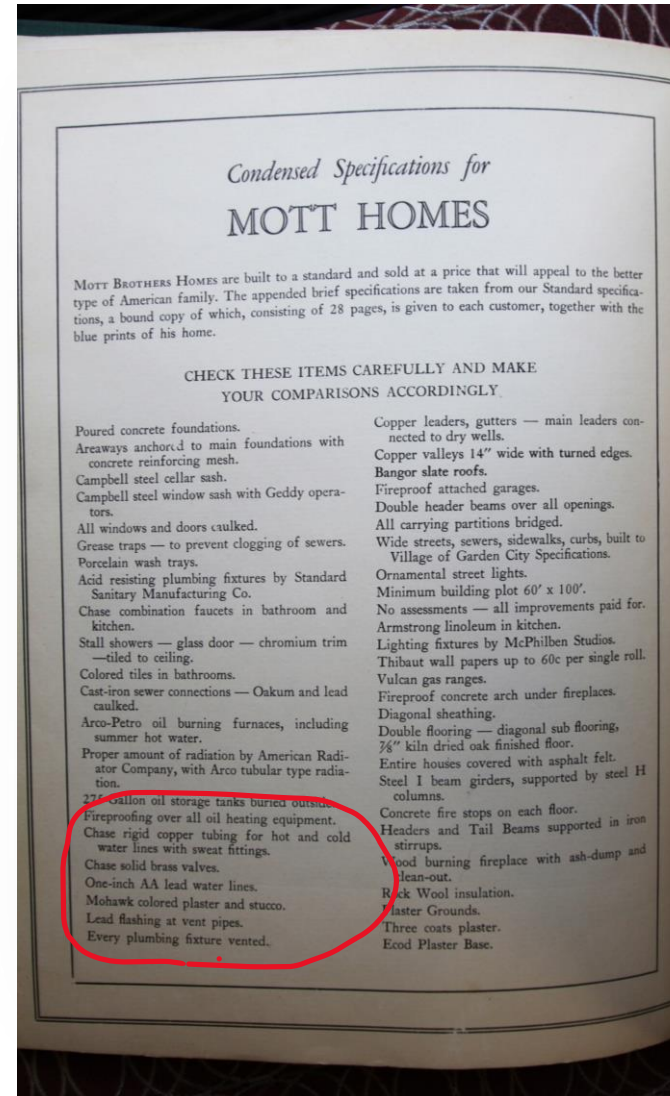 Condensed Specifications for
MOTT HOMES
MOTT BROTHERS HOMES are built to a standard and sold at a price that will appeal to the better
type of American family. The appended brief specifications are taken from our Standard specifica-
tions, a bound copy of which, consisting of 28 pages, is given to each customer, together with the
blue prints of his home.
CHECK THESE ITEMS CAREFULLY AND MAKE
YOUR COMPARISONS ACCORDINGLY.
Poured concrete foundations.
Areaways anchored to main foundations with
concrete reinforcing mesh.
Campbell steel cellar sash.
Campbell steel window sash with Geddy opera-
tors.
All windows and doors caulked.
Grease traps — to prevent clogging of sewers.
Porcelain wash trays.
Acid resisting plumbing fixtures by Standard
Sanitary Manufacturing Co.
Chase combination faucets in bathroom and
kitchen.
Stall showers — glass door — chromium trim
—tiled to ceiling.
Colored tiles in bathrooms.
Cast-iron sewer connections — Oakum and lead
caulked.
Arco-Petro oil burning furnaces, including
summer hot water.
Proper amount of radiation by American Radi-
ator Company, with Arco tubular type radia-
tion.
275 Gallon oil storage tanks buried outside.
Fireproofing over all oil heating equipment.
Chase rigid copper tubing for hot and cold
water lines with sweat fittings.
Chase solid brass valves.
One-inch AA lead water lines.
Mohawk colored plaster and stucco.
Lead flashing at vent pipes.
Every plumbing fixture vented.
Copper leaders, gutters — main leaders con-
nected to dry wells.
Copper valleys 14″ wide with turned edges.
Bangor slate roofs.
Fireproof attached garages.
Double header beams over all openings.
All carrying partitions bridged.
Wide streets, sewers, sidewalks, curbs, built to
Village of Garden City Specifications.
Ornamental street lights.
Minimum building plot 60′ x 100′.
No assessments — all improvements paid for.
Armstrong linoleum in kitchen.
Lighting fixtures by McPhilben Studios.
Thibaut wall papers up to 60c per single roll.
Vulcan gas ranges.
Fireproof concrete arch under fireplaces.
Diagonal sheathing.
Double flooring — diagonal sub flooring,
⅞″ kiln dried oak finished floor.
Entire houses covered with asphalt felt.
Steel I beam girders, supported by steel H
columns.
Concrete fire stops on each floor.
Headers and Tail Beams supported in iron
stirrups.
Wood burning fireplace with ash-dump and
clean-out.
Rock Wool insulation.
Plaster Grounds.
Three coats plaster.
Ecod Plaster Base.